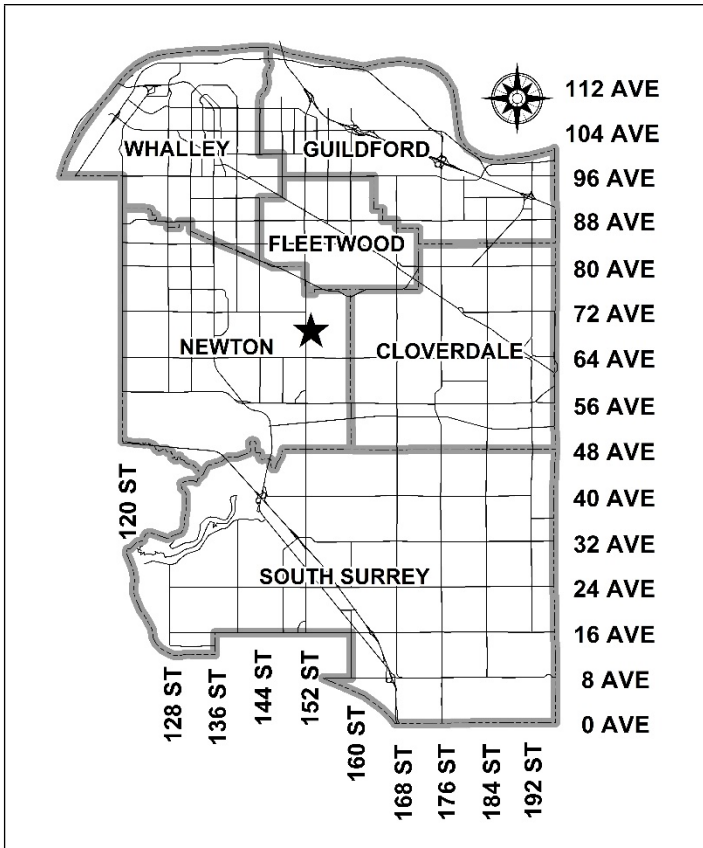 112 AVE
104 AVE
WHALLEY
GUILDFORD
96 AVE
88 AVE
FLEETWOOD
80 AVE
72 AVE
NEWTON
CLOVERDALE
64 AVE
56 AVE
48 AVE
120 ST
40 AVE
32 AVE
SOUTH SURREY
24 AVE
16 AVE
8 AVE
0 AVE
128 ST
136 ST
144 ST
152 ST
160 ST
168 ST
176 ST
184 ST
192 ST